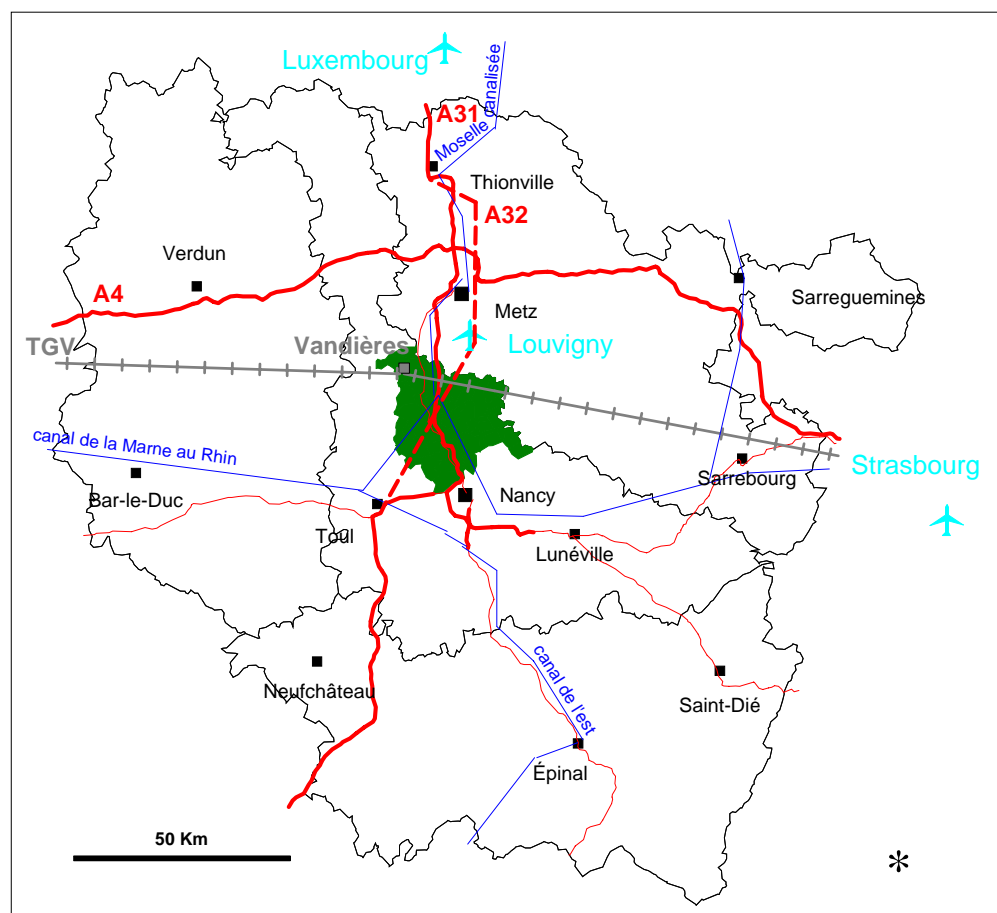 Luxembourg
A31
Moselle canalisée
Thionville
A32
Verdun
Sarreguemines
A4
Metz
TGV
Vandières
Louvigny
canal de la Marne au Rhin
Strasbourg
Sarrebourg
Bar-le-Duc
Nancy
Toul
Lunéville
Neufchâteau
canal de l'est
Saint-Dié
Épinal
50 Km
*